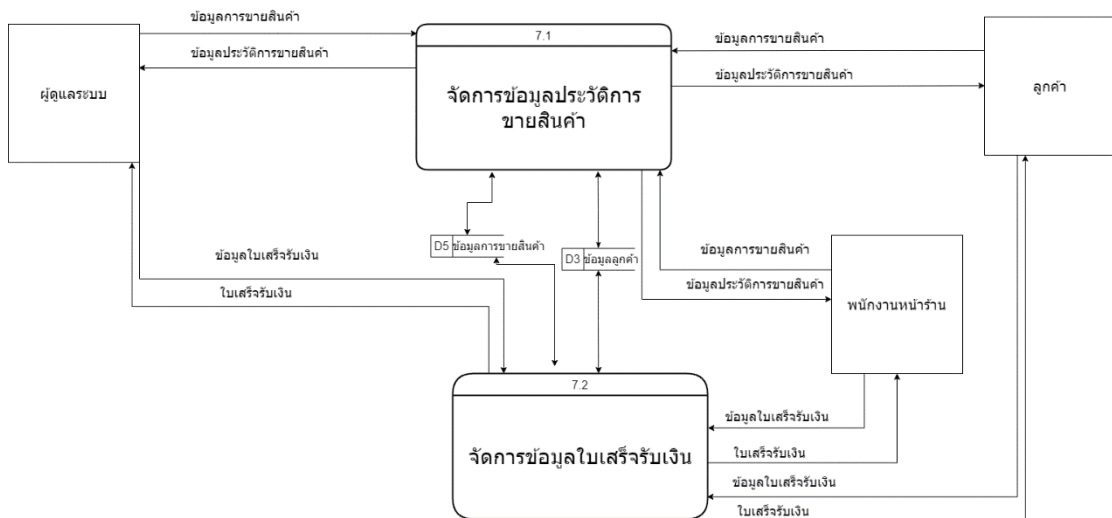 ข้อมูลการขายสินค้า
ข้อมูลประวัติการขายสินค้า
ผู้ดูแลระบบ
7.1
จัดการข้อมูลประวัติการ
ขายสินค้า
ข้อมูลการขายสินค้า
ข้อมูลประวัติการขายสินค้า
ลูกค้า
D5 ข้อมูลการขายสินค้า
D3 ข้อมูลลูกค้า
ข้อมูลใบเสร็จรับเงิน
ใบเสร็จรับเงิน
ข้อมูลการขายสินค้า
ข้อมูลประวัติการขายสินค้า
พนักงานหน้าร้าน
7.2
จัดการข้อมูลใบเสร็จรับเงิน
ข้อมูลใบเสร็จรับเงิน
ใบเสร็จรับเงิน
ข้อมูลใบเสร็จรับเงิน
ใบเสร็จรับเงิน